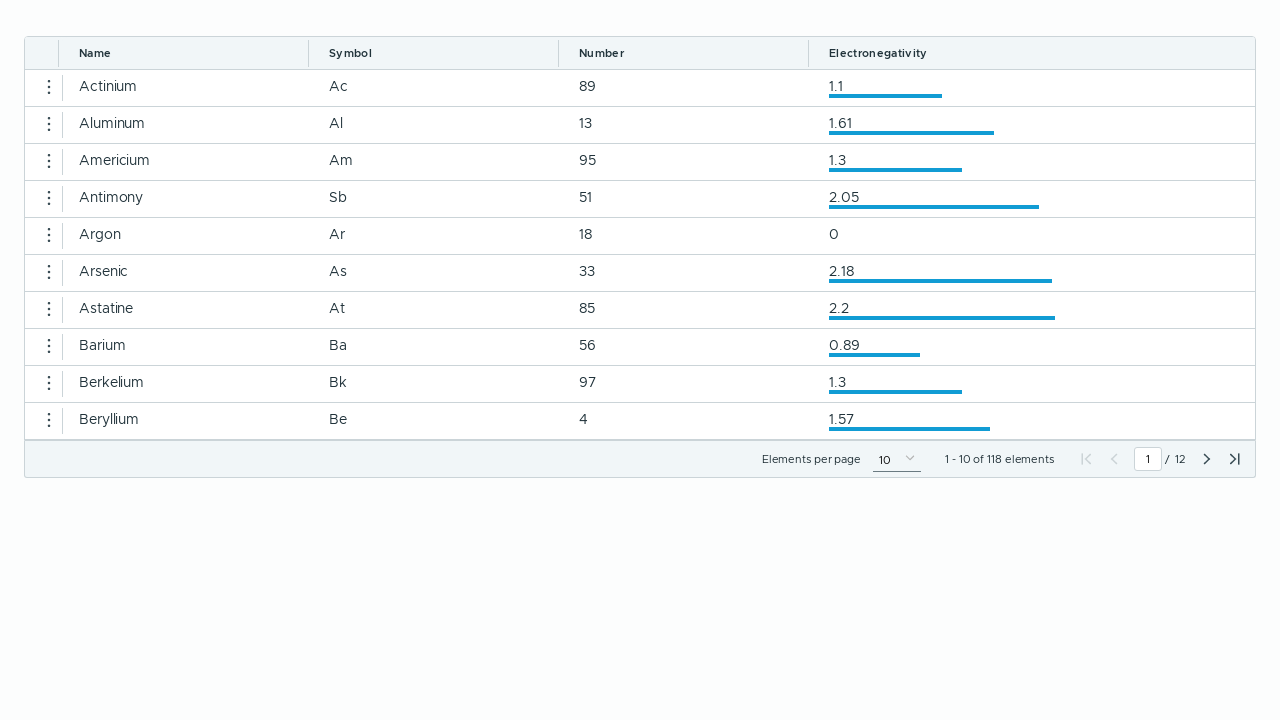 Name Symbol Number Electronegativity
Actinium Ac 89 1.1
Aluminum Al 13 1.61
Americium Am 95 1.3
Antimony Sb 51 2.05
Argon Ar 18 0
Arsenic As 33 2.18
Astatine At 85 2.2
Barium Ba 56 0.89
Berkelium Bk 97 1.3
Beryllium Be 4 1.57
Elements per page 10 1 - 10 of 118 elements 1 / 12